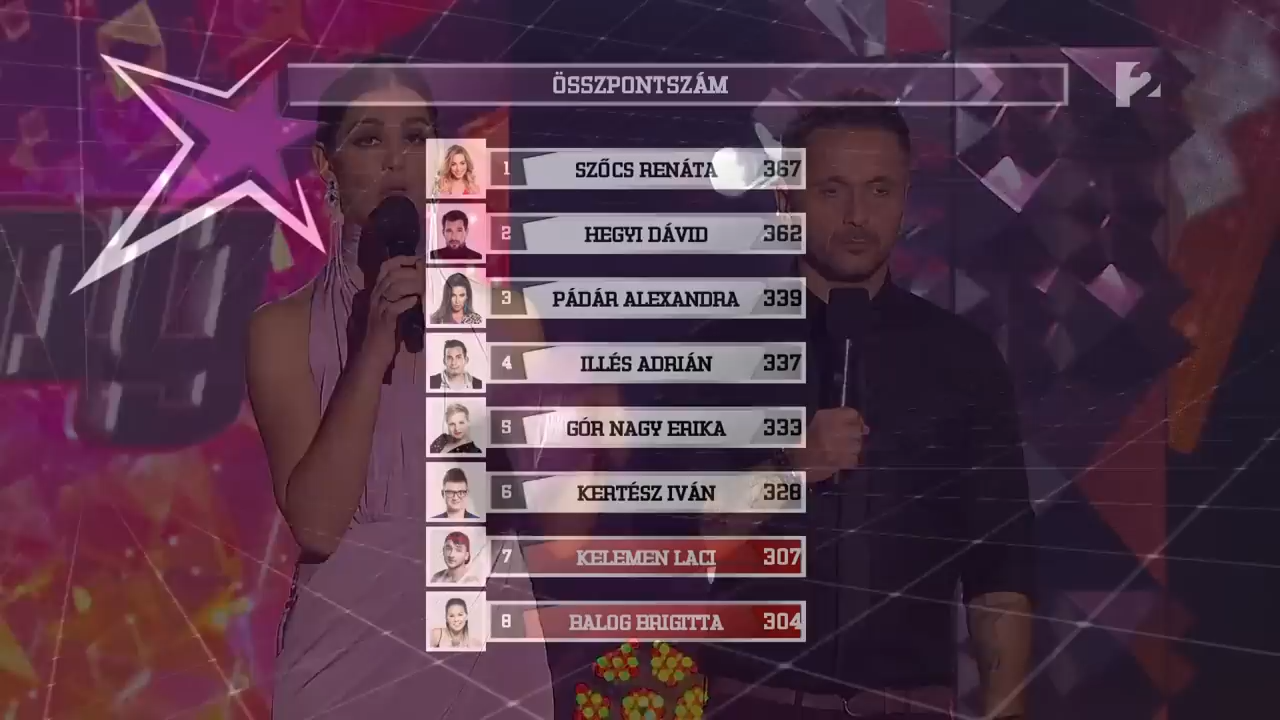 ÖSSZPONTSZÁM
2
1 SZŐCS RENÁTA 367
2 HEGYI DÁVID 362
3 PÁDÁR ALEXANDRA 339
4 ILLÉS ADRIÁN 337
5 GÓR NAGY ERIKA 333
6 KERTÉSZ IVÁN 328
7 KELEMEN LACI 307
8 BALOG BRIGITTA 304